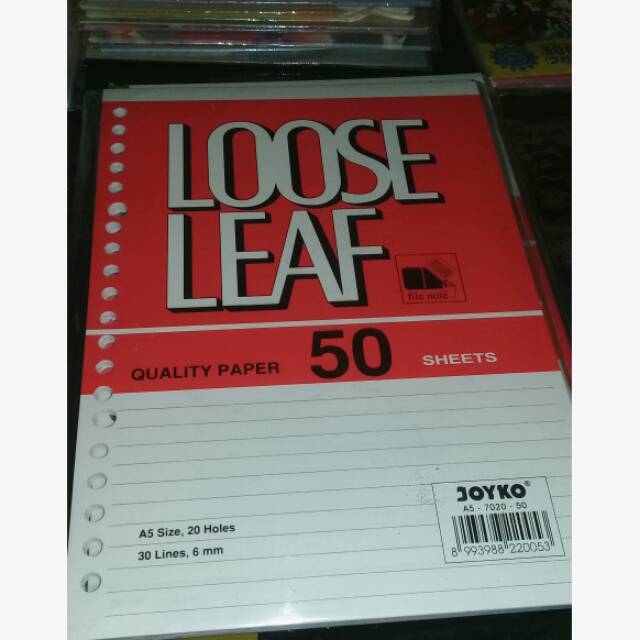 LOOSE
LEAF
file note
QUALITY PAPER 50 SHEETS
JOYKO®
A5 - 7020 - 50
8 993988 220053
A5 Size, 20 Holes
30 Lines, 6 mm